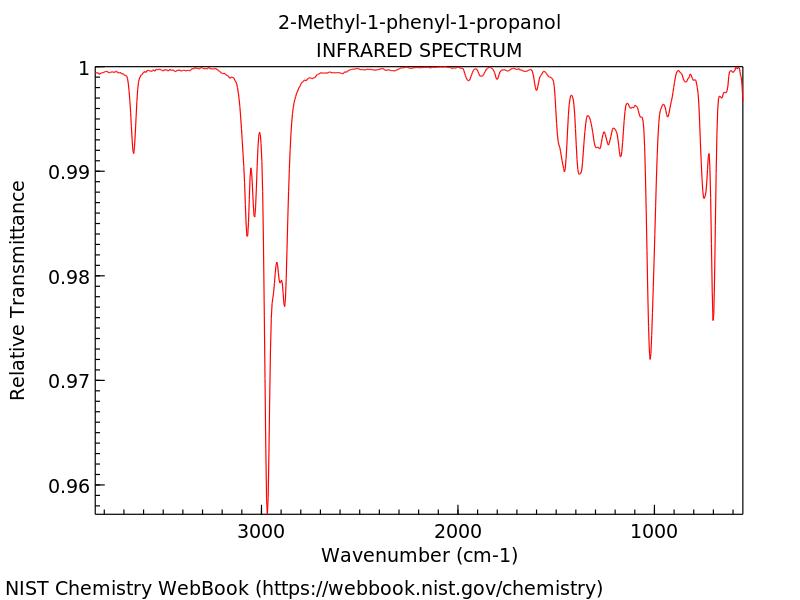 2-Methyl-1-phenyl-1-propanol
INFRARED SPECTRUM
1
0.99
0.98
0.97
0.96
Relative Transmittance
3000 2000 1000
Wavenumber (cm-1)
NIST Chemistry WebBook (https://webbook.nist.gov/chemistry)